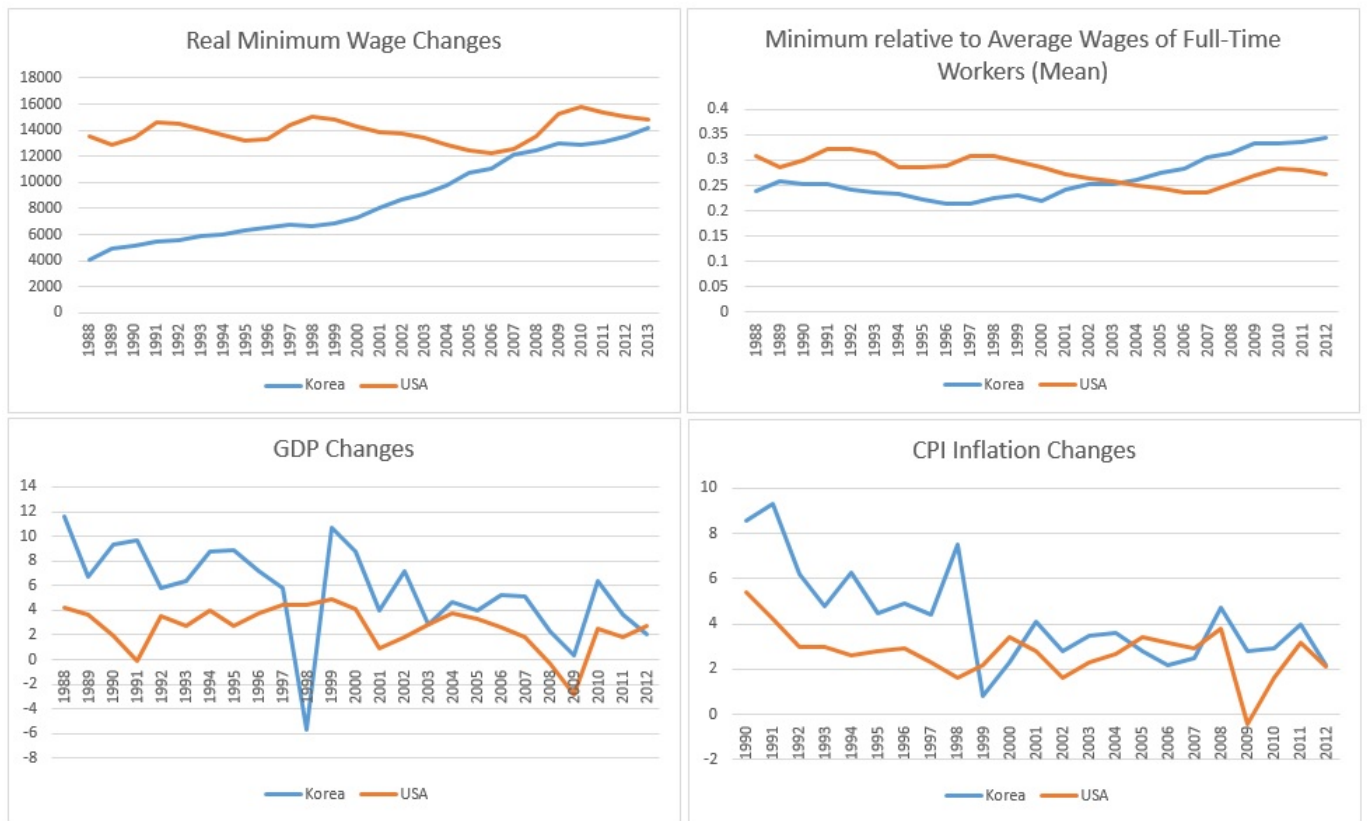 Real Minimum Wage Changes
18000
16000
14000
12000
10000
8000
6000
4000
2000
0
1988 1989 1990 1991 1992 1993 1994 1995 1996 1997 1998 1999 2000 2001 2002 2003 2004 2005 2006 2007 2008 2009 2010 2011 2012 2013
Korea USA
Minimum relative to Average Wages of Full-Time
Workers (Mean)
0.4
0.35
0.3
0.25
0.2
0.15
0.1
0.05
0
1988 1989 1990 1991 1992 1993 1994 1995 1996 1997 1998 1999 2000 2001 2002 2003 2004 2005 2006 2007 2008 2009 2010 2011 2012
Korea USA
GDP Changes
14
12
10
8
6
4
2
0
-2
-4
-6
-8
1988 1989 1990 1991 1992 1993 1994 1995 1996 1997 1998 1999 2000 2001 2002 2003 2004 2005 2006 2007 2008 2009 2010 2011 2012
Korea USA
CPI Inflation Changes
10
8
6
4
2
0
-2
1990 1991 1992 1993 1994 1995 1996 1997 1998 1999 2000 2001 2002 2003 2004 2005 2006 2007 2008 2009 2010 2011 2012
Korea USA